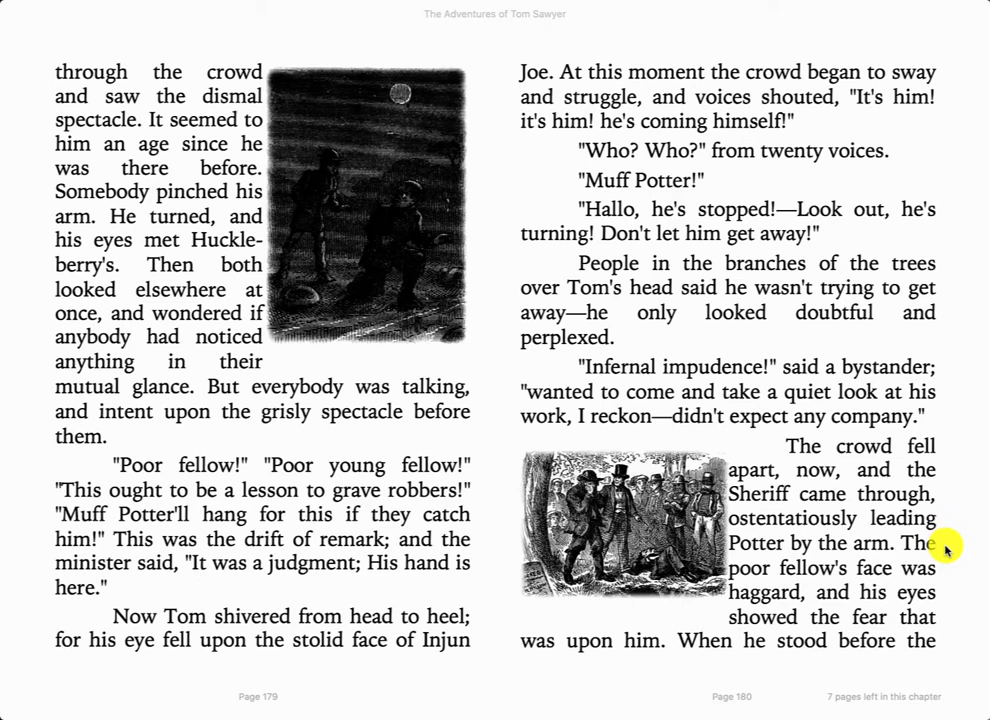 The Adventures of Tom Sawyer
through the crowd
and saw the dismal
spectacle. It seemed to
him an age since he
was there before.
Somebody pinched his
arm. He turned, and
his eyes met Huckle-
berry's. Then both
looked elsewhere at
once, and wondered if
anybody had noticed
anything in their
mutual glance. But everybody was talking,
and intent upon the grisly spectacle before
them.
"Poor fellow!" "Poor young fellow!"
"This ought to be a lesson to grave robbers!"
"Muff Potter'll hang for this if they catch
him!" This was the drift of remark; and the
minister said, "It was a judgment; His hand is
here."
Now Tom shivered from head to heel;
for his eye fell upon the stolid face of Injun
Page 179
Joe. At this moment the crowd began to sway
and struggle, and voices shouted, "It's him!
it's him! he's coming himself!"
"Who? Who?" from twenty voices.
"Muff Potter!"
"Hallo, he's stopped!—Look out, he's
turning! Don't let him get away!"
People in the branches of the trees
over Tom's head said he wasn't trying to get
away—he only looked doubtful and
perplexed.
"Infernal impudence!" said a bystander;
"wanted to come and take a quiet look at his
work, I reckon—didn't expect any company."
The crowd fell
apart, now, and the
Sheriff came through,
ostentatiously leading
Potter by the arm. The
poor fellow's face was
haggard, and his eyes
showed the fear that
was upon him. When he stood before the
Page 180
7 pages left in this chapter